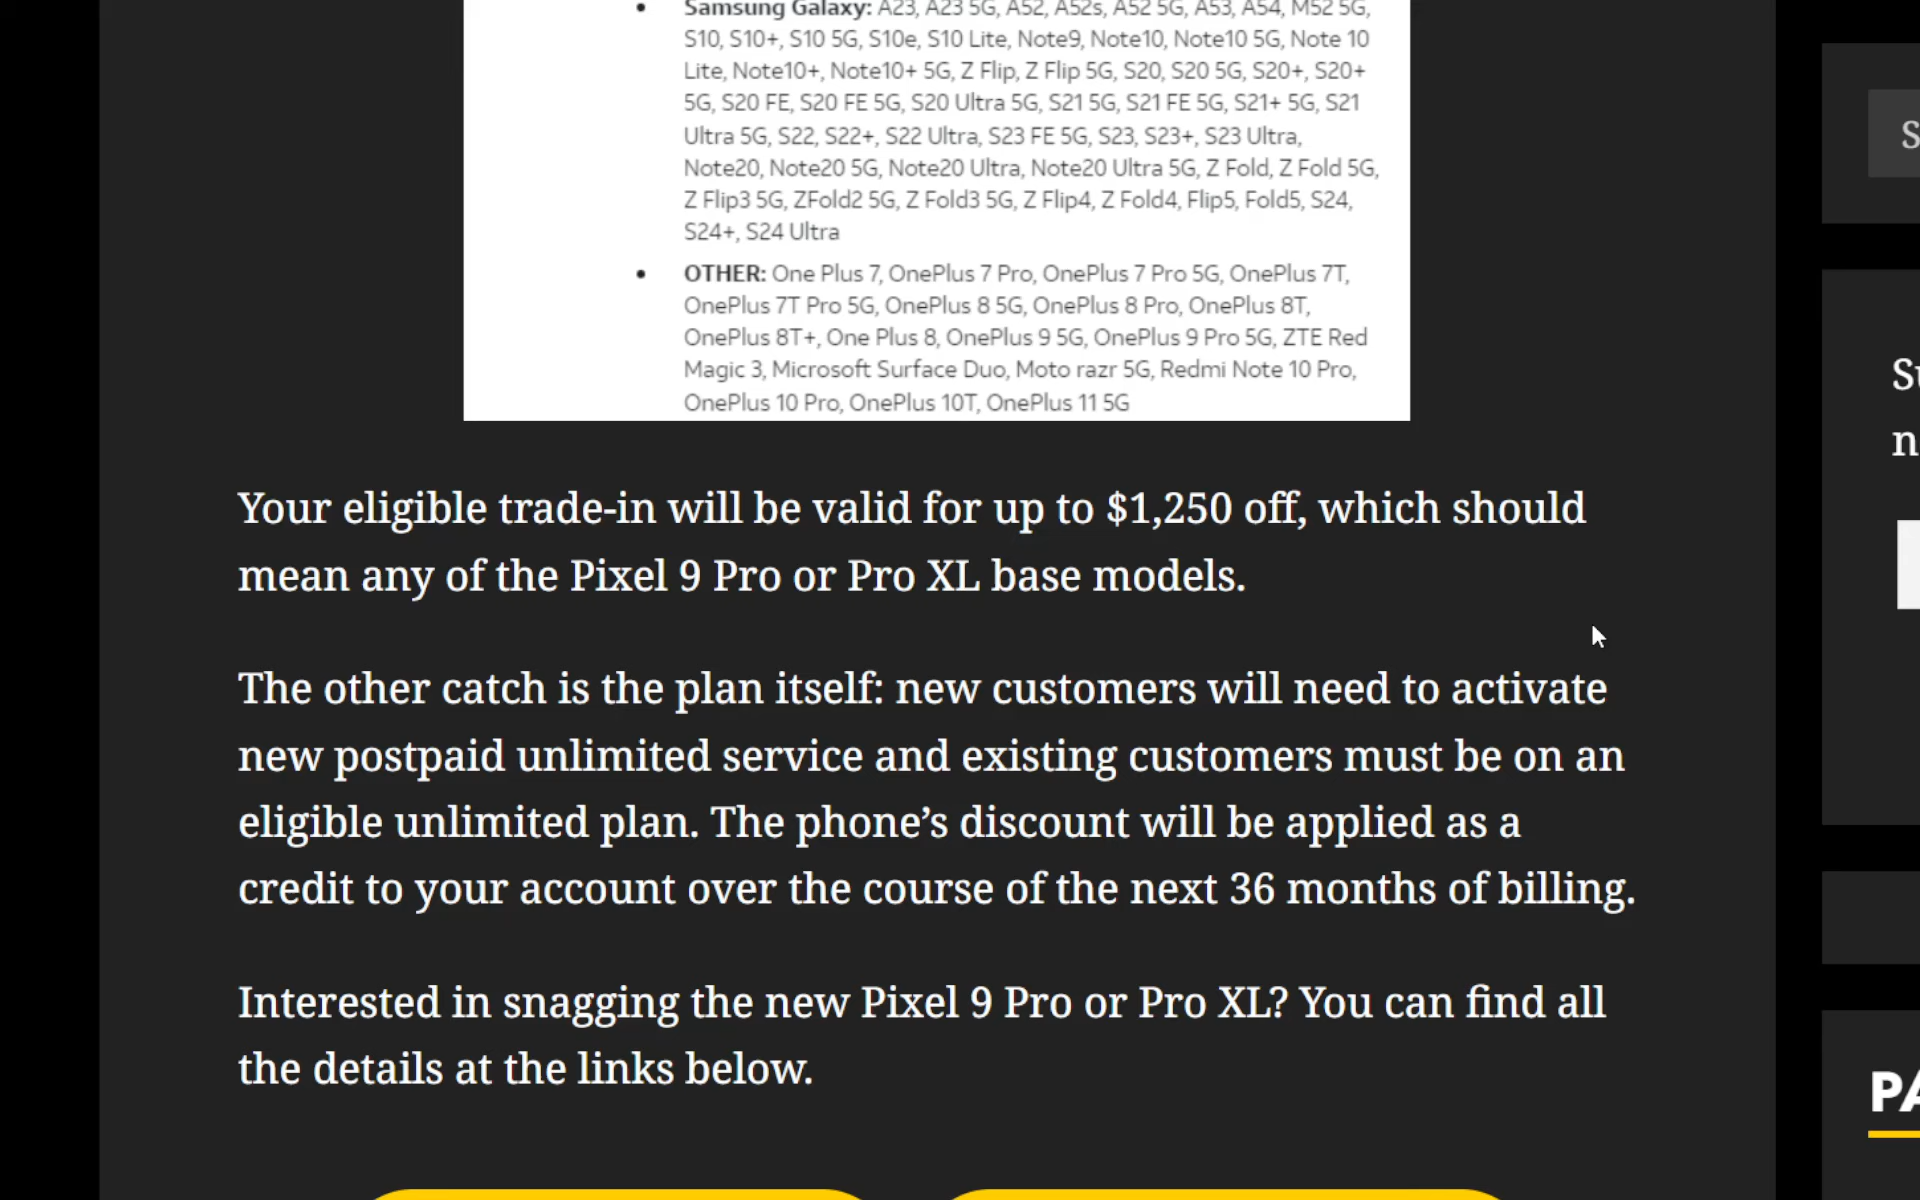 Samsung Galaxy: A23, A23 5G, A52, A52s, A52 5G, A53, A54, M52 5G,
S10, S10+, S10 5G, S10e, S10 Lite, Note9, Note10, Note10 5G, Note 10
Lite, Note10+, Note10+ 5G, Z Flip, Z Flip 5G, S20, S20 5G, S20+, S20+
5G, S20 FE, S20 FE 5G, S20 Ultra 5G, S21 5G, S21 FE 5G, S21+ 5G, S21
Ultra 5G, S22, S22+, S22 Ultra, S23 FE 5G, S23, S23+, S23 Ultra,
Note20, Note20 5G, Note20 Ultra, Note20 Ultra 5G, Z Fold, Z Fold 5G,
Z Flip3 5G, ZFold2 5G, Z Fold3 5G, Z Flip4, Z Fold4, Flip5, Fold5, S24,
S24+, S24 Ultra
OTHER: One Plus 7, OnePlus 7 Pro, OnePlus 7 Pro 5G, OnePlus 7T,
OnePlus 7T Pro 5G, OnePlus 8 5G, OnePlus 8 Pro, OnePlus 8T,
OnePlus 8T+, One Plus 8, OnePlus 9 5G, OnePlus 9 Pro 5G, ZTE Red
Magic 3, Microsoft Surface Duo, Moto razr 5G, Redmi Note 10 Pro,
OnePlus 10 Pro, OnePlus 10T, OnePlus 11 5G
Your eligible trade-in will be valid for up to $1,250 off, which should
mean any of the Pixel 9 Pro or Pro XL base models.
The other catch is the plan itself: new customers will need to activate
new postpaid unlimited service and existing customers must be on an
eligible unlimited plan. The phone’s discount will be applied as a
credit to your account over the course of the next 36 months of billing.
Interested in snagging the new Pixel 9 Pro or Pro XL? You can find all
the details at the links below.